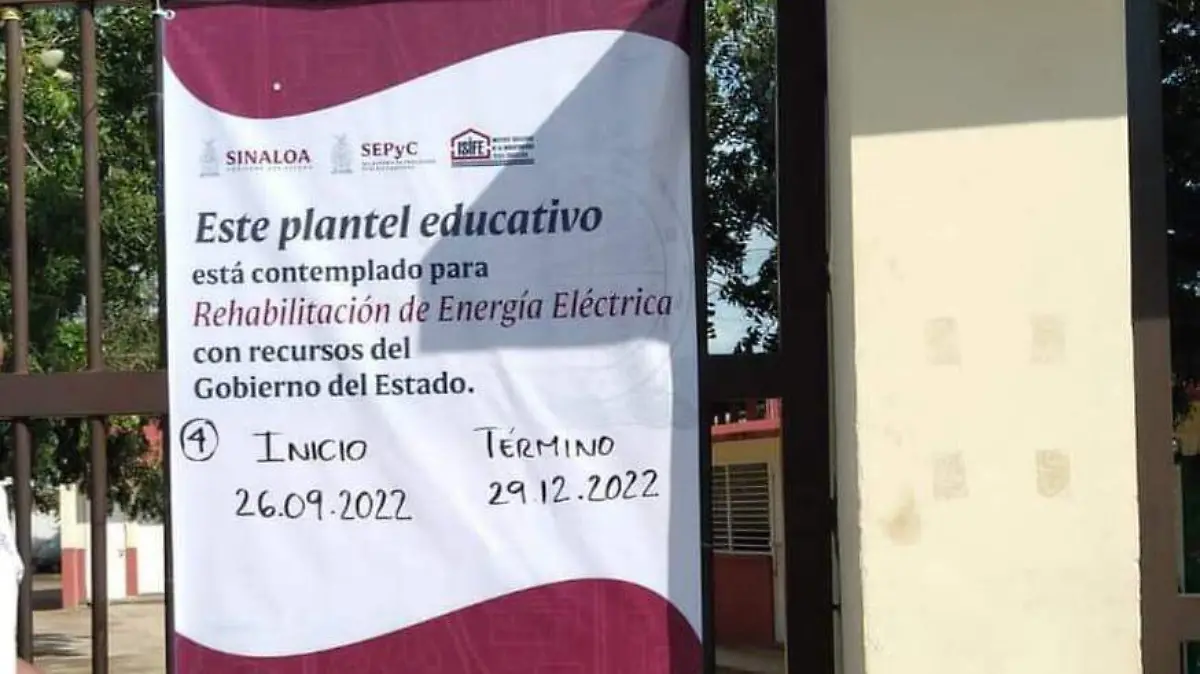 SINALOA
SEPyC
ISIFE
Este plantel educativo
está contemplado para
Rehabilitación de Energía Eléctrica
con recursos del
Gobierno del Estado.
4 INICIO TÉRMINO
26.09.2022 29.12.2022